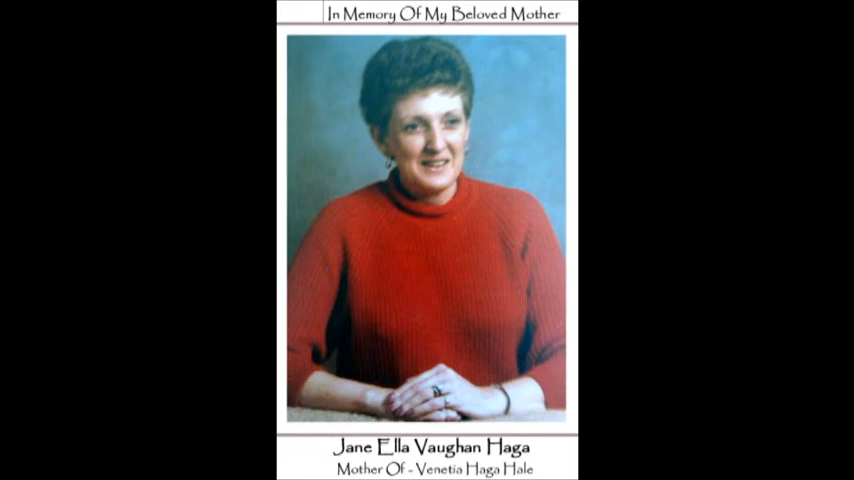 In Memory Of My Beloved Mother
Jane Ella Vaughan Haga
Mother Of - Venetia Haga Hale